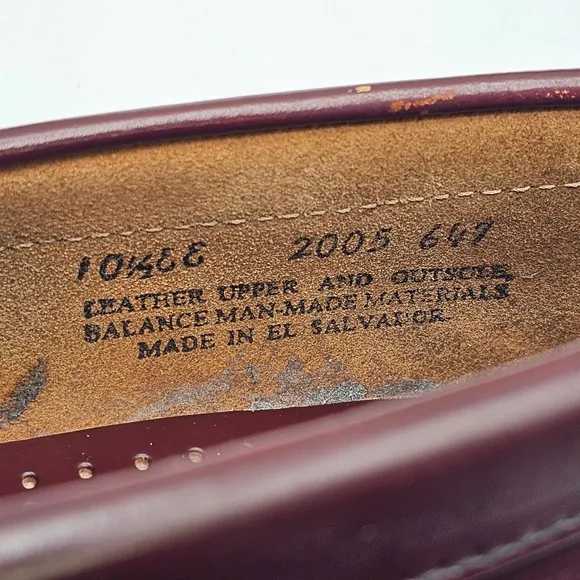 10½EE 2005 647
LEATHER UPPER AND OUTSOLE,
BALANCE MAN-MADE MATERIALS
MADE IN EL SALVADOR